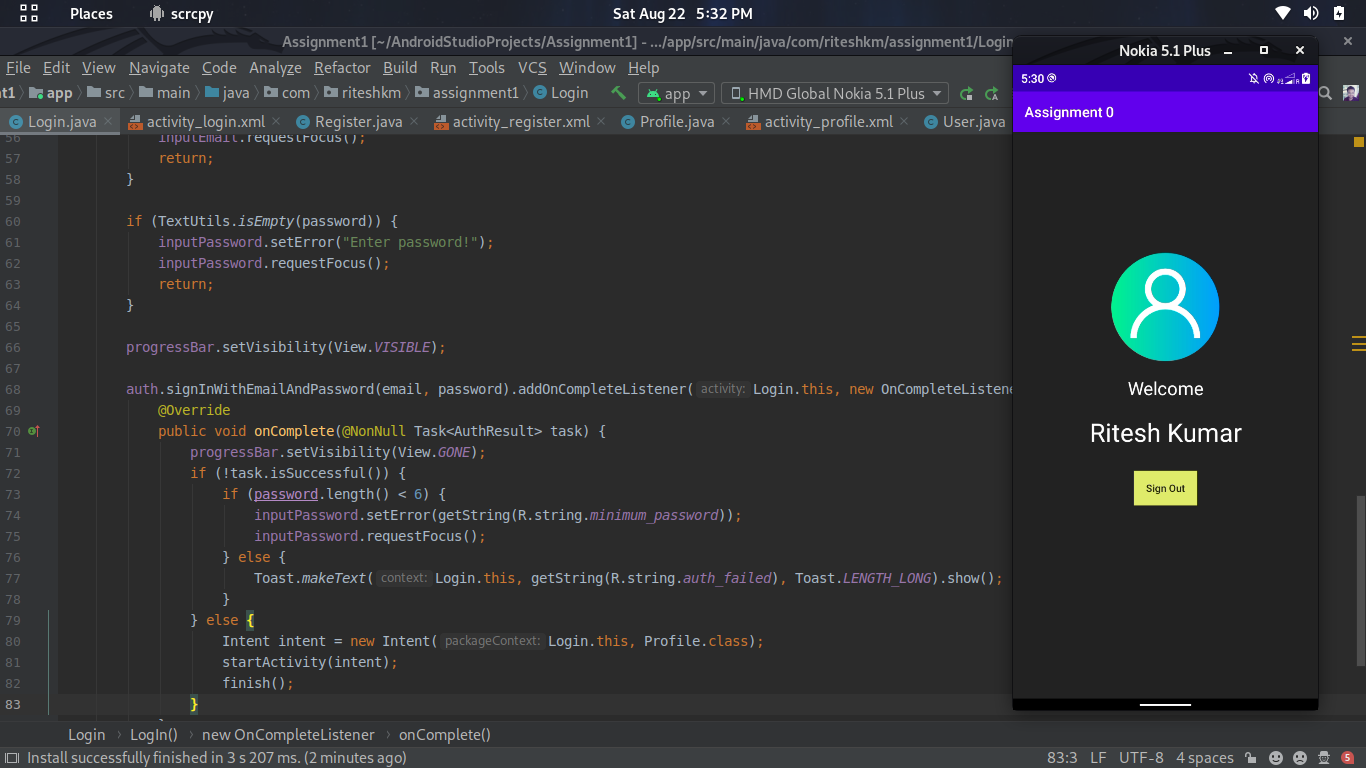 Places
scrcpy
Sat Aug 22 5:32 PM
Assignment1 [~/AndroidStudioProjects/Assignment1] - .../app/src/main/java/com/riteshkm/assignment1/Login
File Edit View Navigate Code Analyze Refactor Build Run Tools VCS Window Help
t1 app src main java com riteshkm assignment1 Login app HMD Global Nokia 5.1 Plus
Login.java activity_login.xml Register.java activity_register.xml Profile.java activity_profile.xml User.java
56 inputEmail.requestFocus();
57 return;
58 }
59
60 if (TextUtils.isEmpty(password)) {
61 inputPassword.setError("Enter password!");
62 inputPassword.requestFocus();
63 return;
64 }
65
66 progressBar.setVisibility(View.VISIBLE);
67
68 auth.signInWithEmailAndPassword(email, password).addOnCompleteListener( activity: Login.this, new OnCompleteListene
69 @Override
70 public void onComplete(@NonNull Task<AuthResult> task) {
71 progressBar.setVisibility(View.GONE);
72 if (!task.isSuccessful()) {
73 if (password.length() < 6) {
74 inputPassword.setError(getString(R.string.minimum_password));
75 inputPassword.requestFocus();
76 } else {
77 Toast.makeText( context: Login.this, getString(R.string.auth_failed), Toast.LENGTH_LONG).show();
78 }
79 } else {
80 Intent intent = new Intent( packageContext: Login.this, Profile.class);
81 startActivity(intent);
82 finish();
83 }
Login LogIn() new OnCompleteListener onComplete()
Install successfully finished in 3 s 207 ms. (2 minutes ago)
83:3 LF UTF-8 4 spaces 5
Nokia 5.1 Plus
5:30
Assignment 0
Welcome
Ritesh Kumar
Sign Out